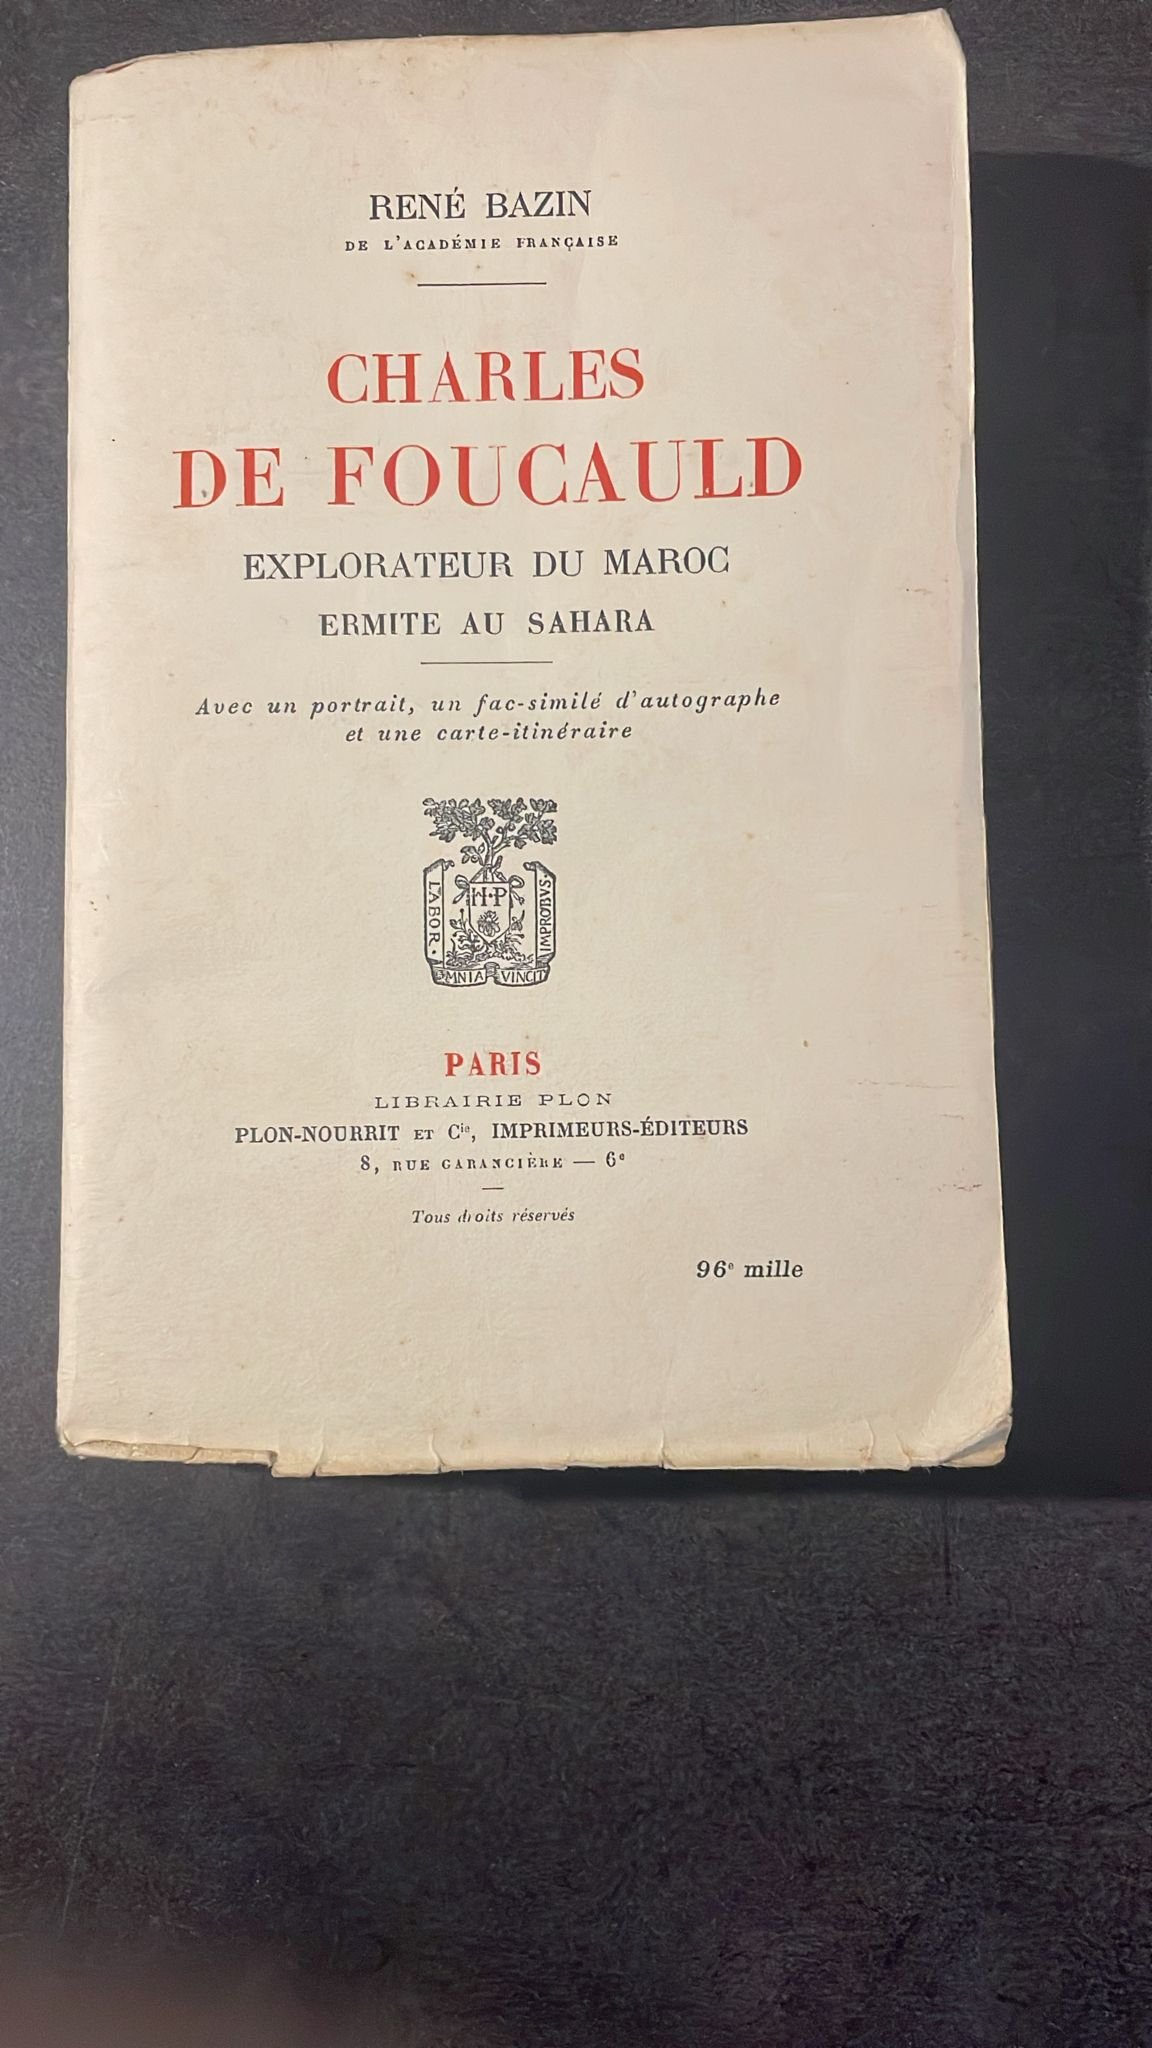 RENÉ BAZIN
DE L'ACADÉMIE FRANÇAISE
CHARLES
DE FOUCAULD
EXPLORATEUR DU MAROC
ERMITE AU SAHARA
Avec un portrait, un fac-similé d'autographe
et une carte-itinéraire
H·P
LABOR·
IMPROBVS·
OMNIA VINCIT
PARIS
LIBRAIRIE PLON
PLON-NOURRIT ET Cie, IMPRIMEURS-ÉDITEURS
8, RUE GARANCIÈRE — 6e
Tous droits réservés
96e mille